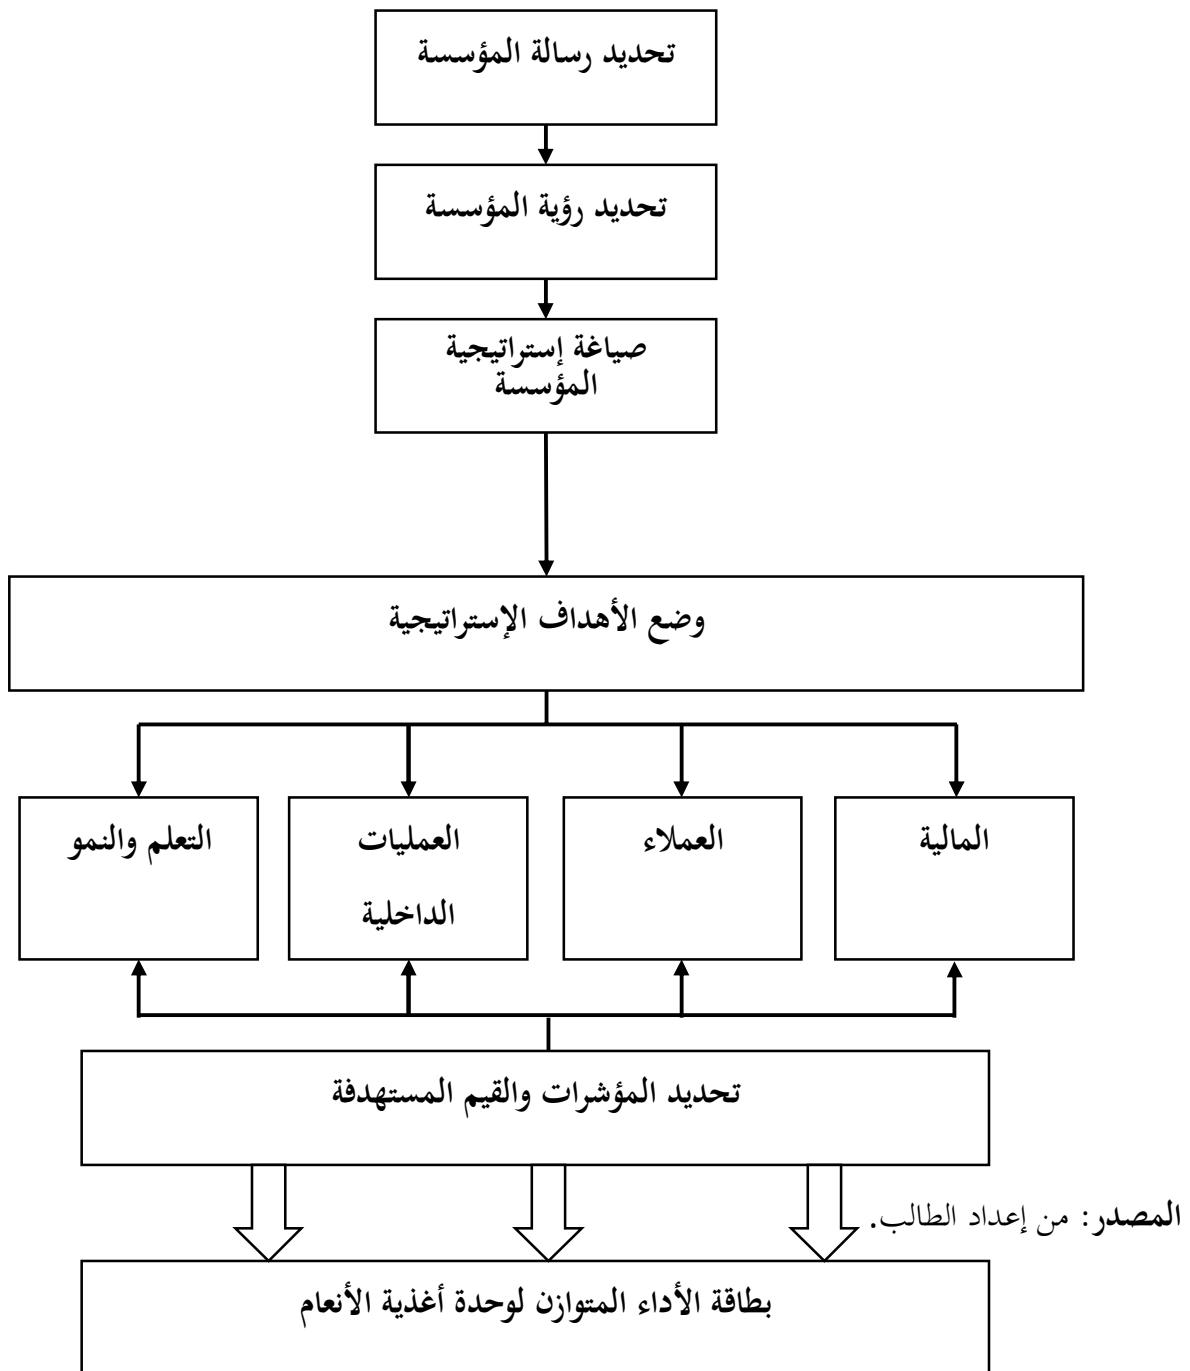 تحديد رسالة المؤسسة
تحديد رؤية المؤسسة
صياغة إستراتيجية
المؤسسة
وضع الأهداف الإستراتيجية
المالية
العملاء
العمليات
الداخلية
التعلم والنمو
تحديد المؤشرات والقيم المستهدفة
المصدر: من إعداد الطالب.
بطاقة الأداء المتوازن لوحدة أغذية الأنعام